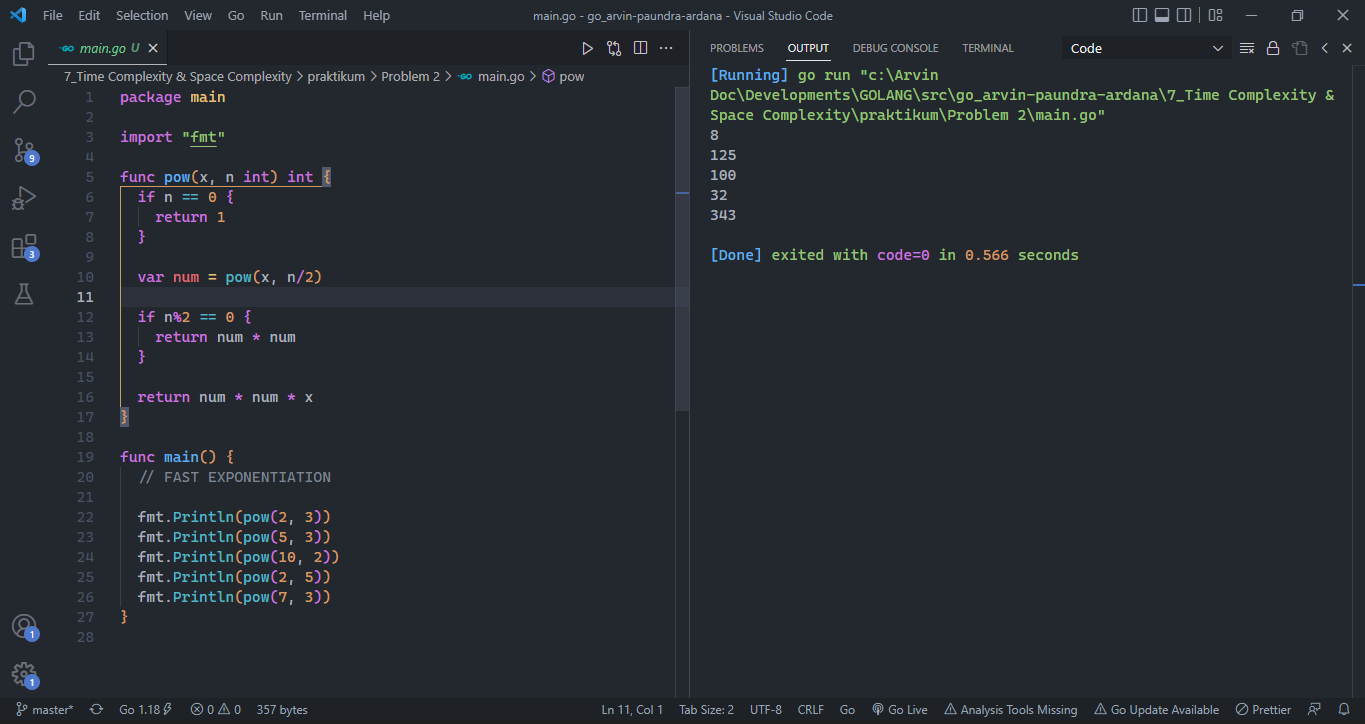 File Edit Selection View Go Run Terminal Help main.go - go_arvin-paundra-ardana - Visual Studio Code
main.go U
PROBLEMS OUTPUT DEBUG CONSOLE TERMINAL Code
7_Time Complexity & Space Complexity > praktikum > Problem 2 > main.go > pow
1 package main
2
3 import "fmt"
4
5 func pow(x, n int) int {
6 if n == 0 {
7 return 1
8 }
9
10 var num = pow(x, n/2)
11
12 if n%2 == 0 {
13 return num * num
14 }
15
16 return num * num * x
17 }
18
19 func main() {
20 // FAST EXPONENTIATION
21
22 fmt.Println(pow(2, 3))
23 fmt.Println(pow(5, 3))
24 fmt.Println(pow(10, 2))
25 fmt.Println(pow(2, 5))
26 fmt.Println(pow(7, 3))
27 }
28
[Running] go run "c:\Arvin
Doc\Developments\GOLANG\src\go_arvin-paundra-ardana\7_Time Complexity &
Space Complexity\praktikum\Problem 2\main.go"
8
125
100
32
343
[Done] exited with code=0 in 0.566 seconds
9
3
1
1
master* Go 1.18 0 0 357 bytes Ln 11, Col 1 Tab Size: 2 UTF-8 CRLF Go Go Live Analysis Tools Missing Go Update Available Prettier